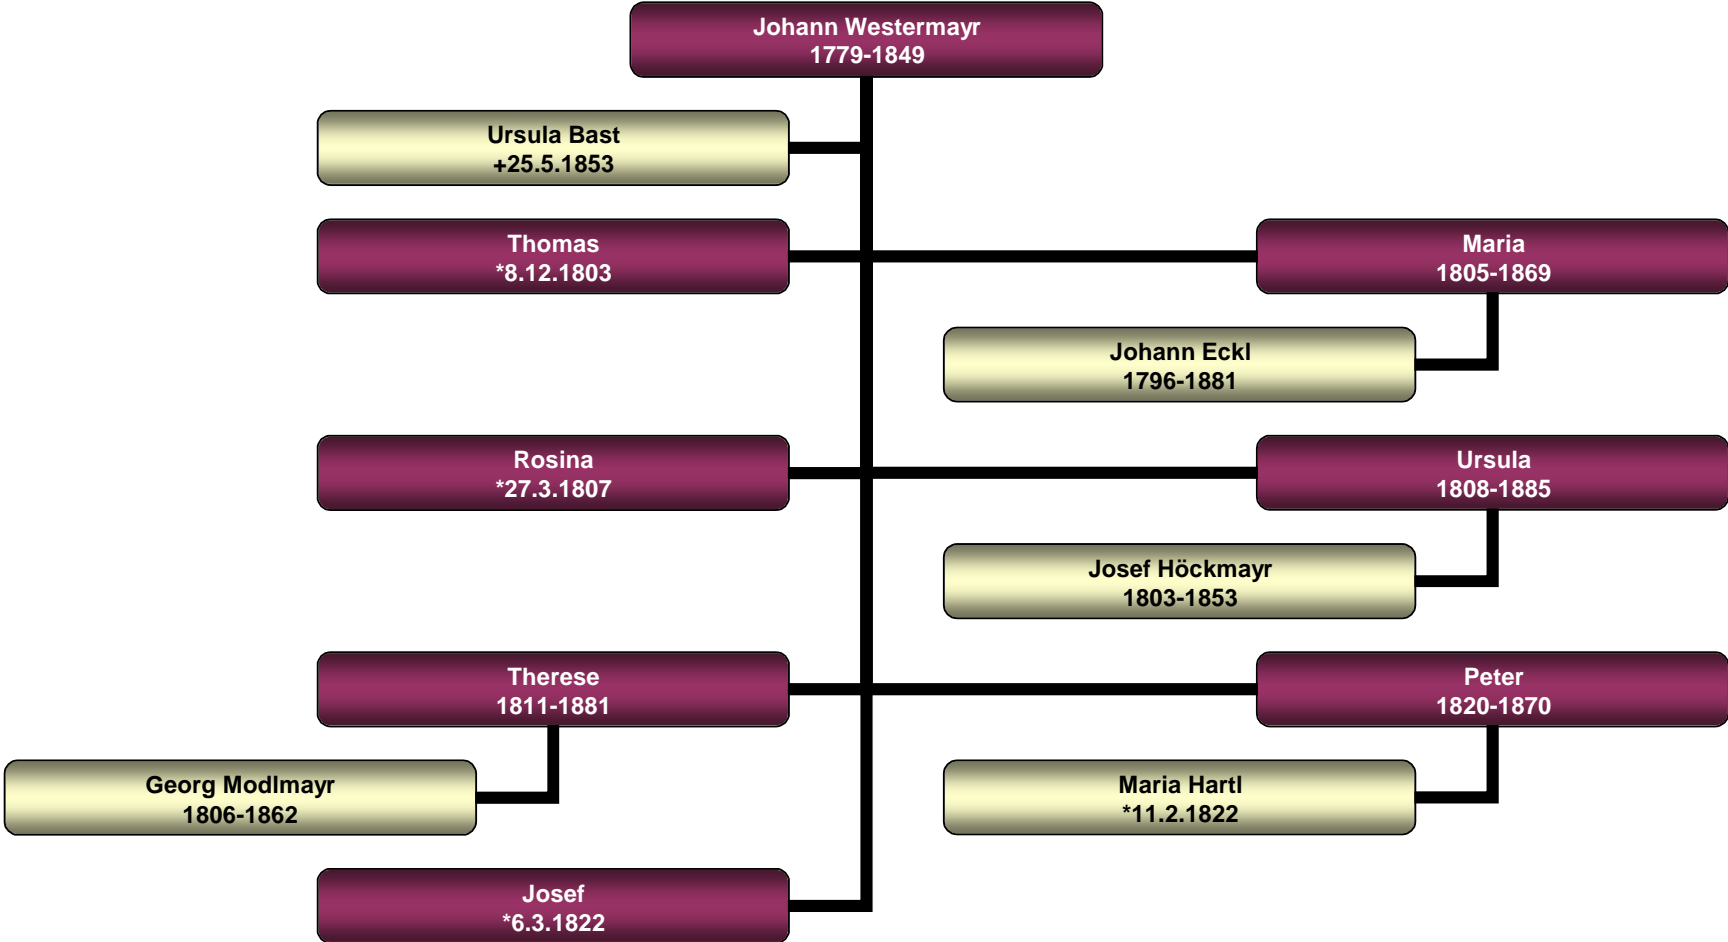 Johann Westermayr
1779-1849
Ursula Bast
+25.5.1853
Thomas
*8.12.1803
Maria
1805-1869
Johann Eckl
1796-1881
Rosina
*27.3.1807
Ursula
1808-1885
Josef Höckmayr
1803-1853
Therese
1811-1881
Peter
1820-1870
Georg Modlmayr
1806-1862
Maria Hartl
*11.2.1822
Josef
*6.3.1822